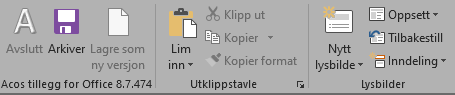 Avslutt
Arkiver
Lagre som
ny versjon
Acos tillegg for Office 8.7.474
Lim
inn
Klipp ut
Kopier
Kopier format
Utklippstavle
Nytt
lysbilde
Oppsett
Tilbakestill
Inndeling
Lysbilder